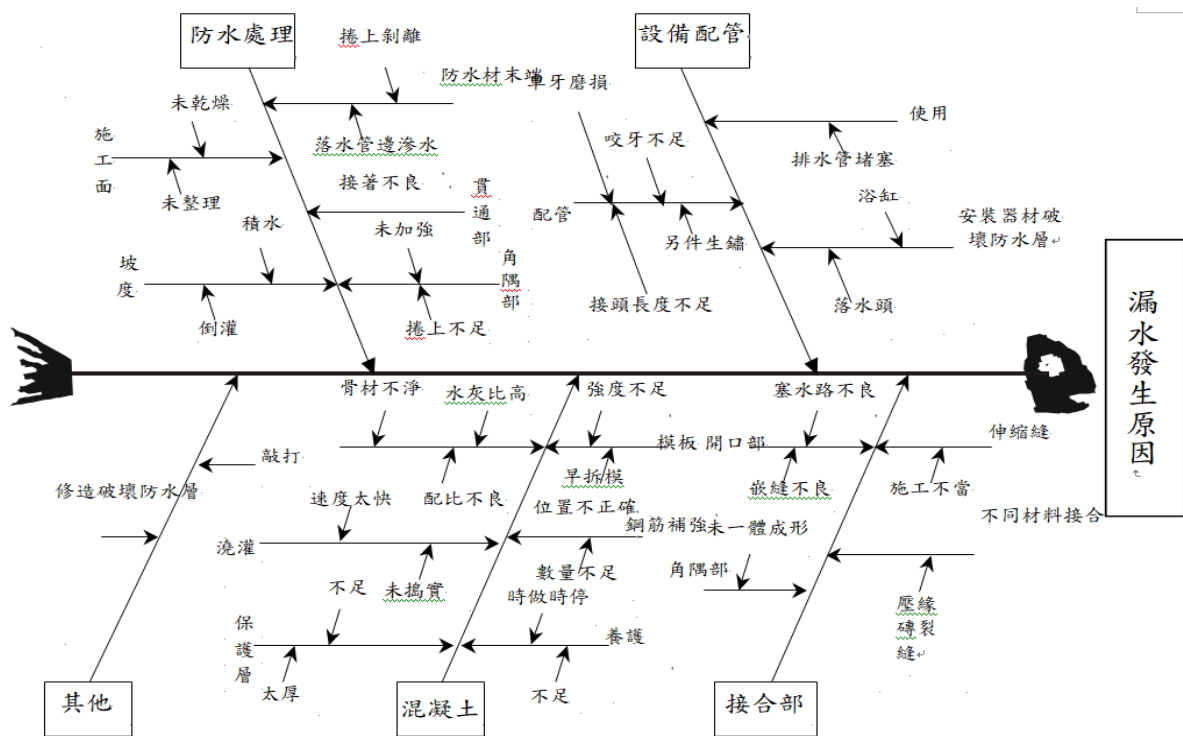 防水處理
捲上剝離
設備配管
防水材末端
車牙磨損
未乾燥
使用
施工面
落水管邊滲水
咬牙不足
排水管堵塞
未整理
接著不良
貫通部
配管
浴缸
積水
未加強
另件生鏽
安裝器材破
壞防水層
坡度
角隅部
倒灌
捲上不足
接頭長度不足
落水頭
漏水發生原因
骨材不淨
水灰比高
強度不足
塞水路不良
敲打
模板
開口部
伸縮縫
修造破壞防水層
速度太快
配比不良
早拆模
嵌縫不良
施工不當
位置不正確
不同材料接合
澆灌
鋼筋補強
未一體成形
不足
未搗實
數量不足
角隅部
時做時停
壓緣
磚裂
縫
保護層
養護
太厚
不足
其他
混凝土
接合部